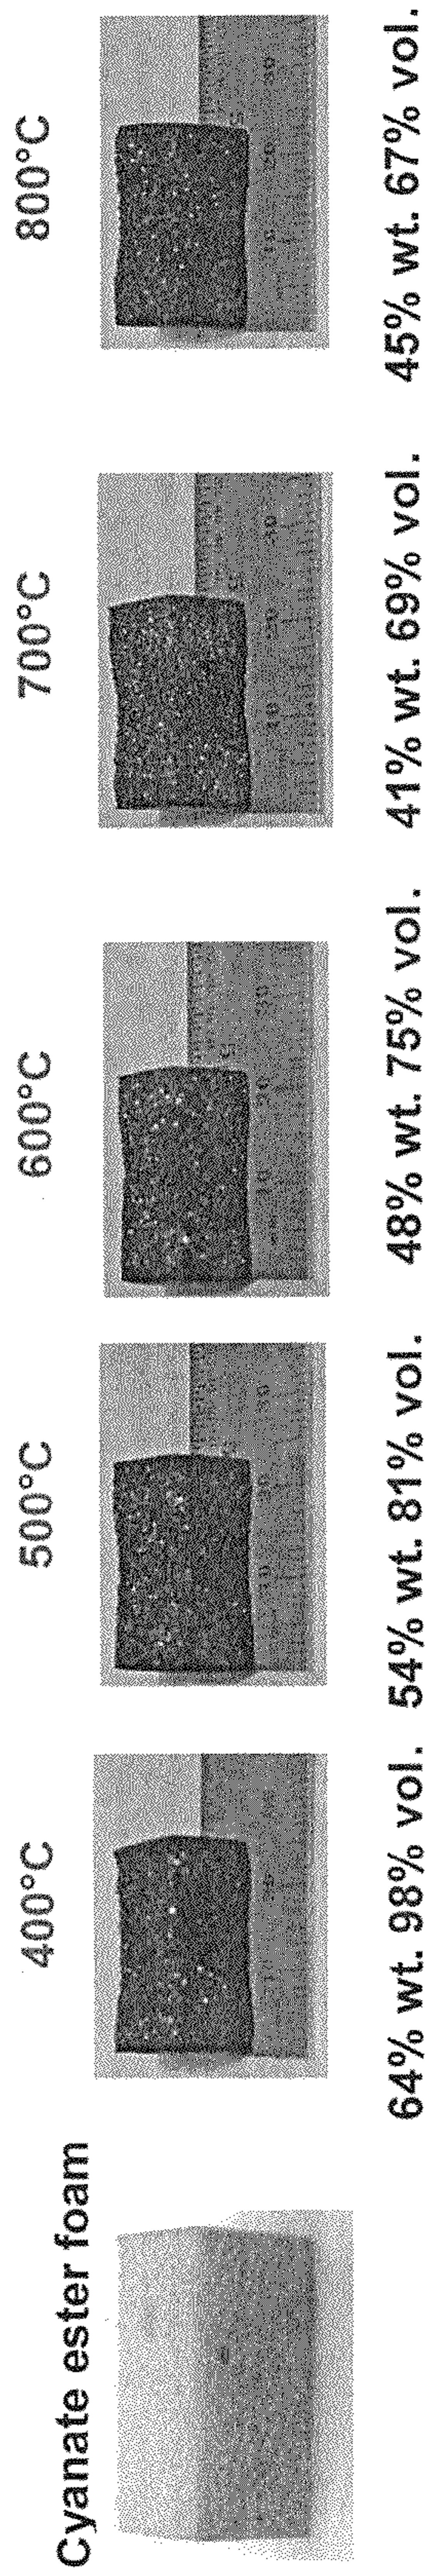 Cyanate ester foam
400°C
500°C
600°C
700°C
800°C
64% wt. 98% vol.
54% wt. 81% vol.
48% wt. 75% vol.
41% wt. 69% vol.
45% wt. 67% vol.